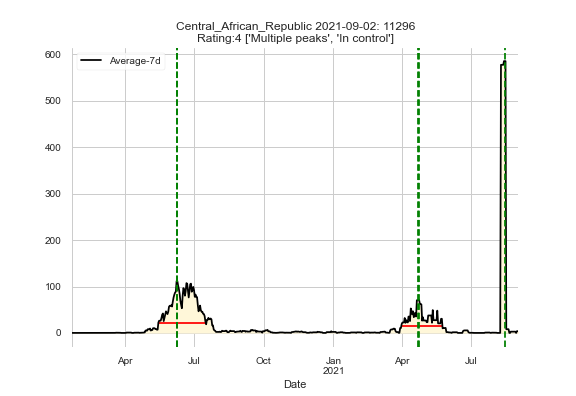 Central_African_Republic 2021-09-02: 11296
Rating:4 ['Multiple peaks', 'In control']
Average-7d
600
500
400
300
200
100
0
Apr Jul Oct Jan Apr Jul
2021
Date